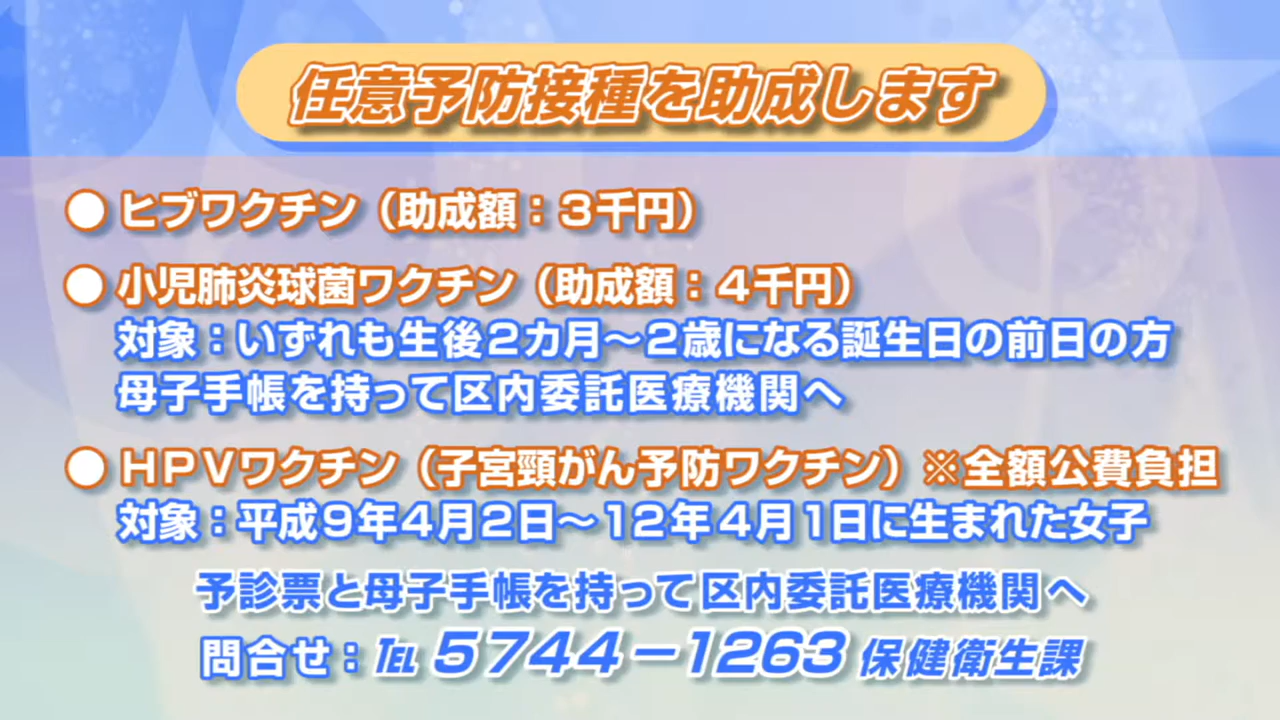 任意予防接種を助成します
● ヒブワクチン（助成額：３千円）
● 小児肺炎球菌ワクチン（助成額：４千円）
対象：いずれも生後２カ月～２歳になる誕生日の前日の方
母子手帳を持って区内委託医療機関へ
● ＨＰＶワクチン（子宮頸がん予防ワクチン）※全額公費負担
対象：平成９年４月２日～１２年４月１日に生まれた女子
予診票と母子手帳を持って区内委託医療機関へ
問合せ：℡ ５７４４－１２６３ 保健衛生課